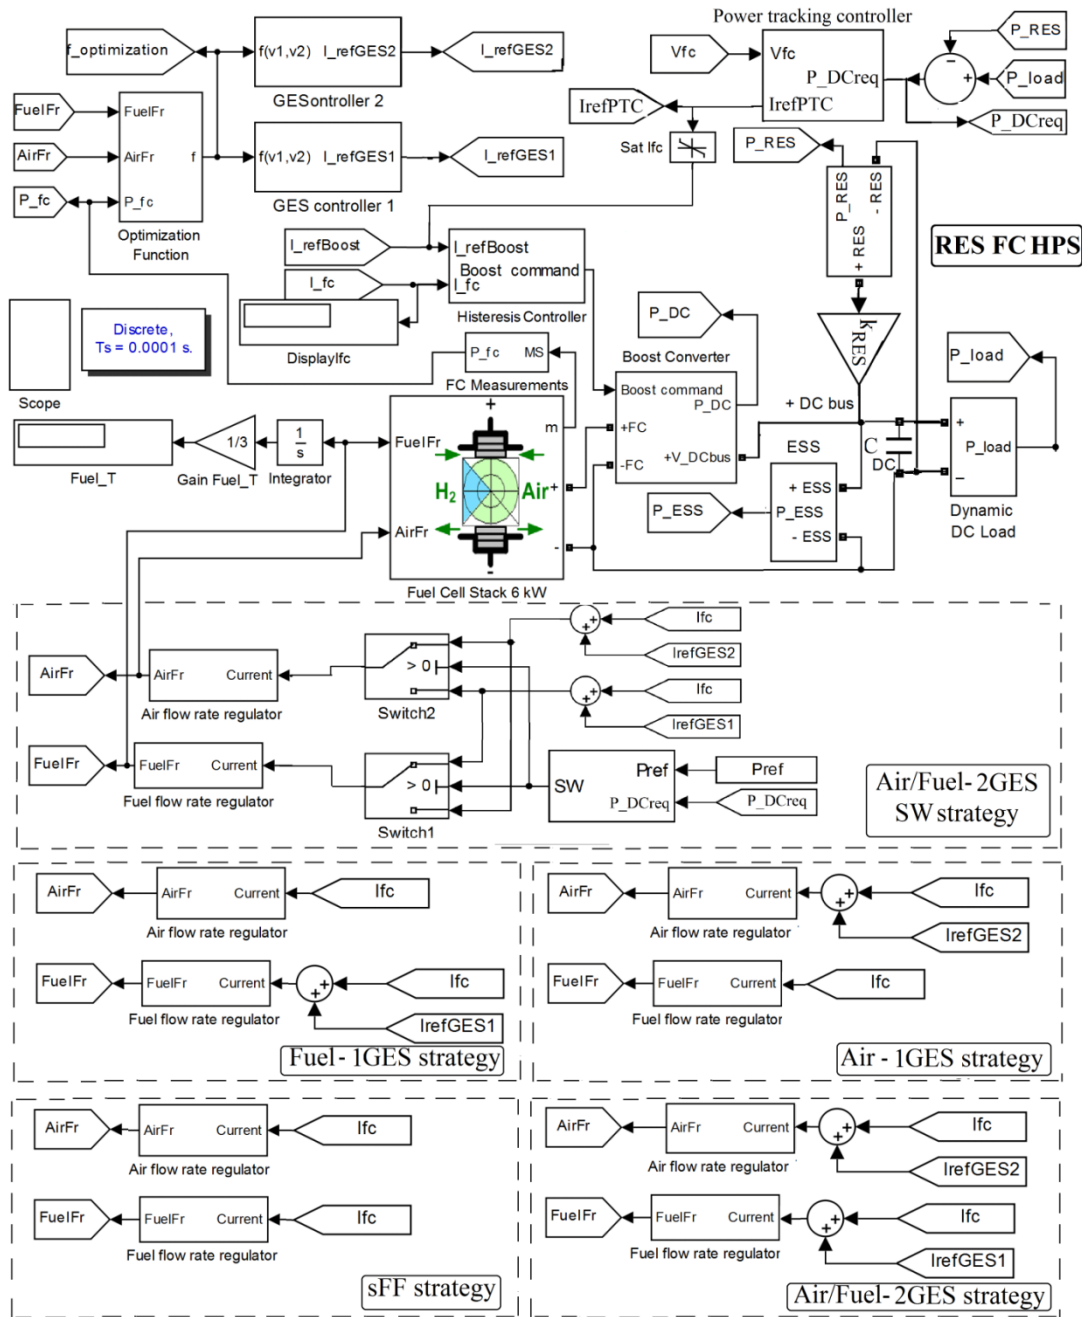 Power tracking controller
f_optimization
f(v1,v2) I_refGES2
I_refGES2
GESontroller 2
Vfc
Vfc
P_DCreq
IrefPTC
IrefPTC
P_RES
−
+
P_load
P_DCreq
FuelFr
FuelFr
AirFr
AirFr
f
P_fc
P_fc
Optimization
Function
f(v1,v2) I_refGES1
I_refGES1
GES controller 1
Sat Ifc
P_RES
P_RES
- RES
+ RES
RES FC HPS
I_refBoost
I_refBoost
Boost command
I_fc
I_fc
Histeresis Controller
DisplayIfc
Scope
Discrete,
Ts = 0.0001 s.
P_fc MS
FC Measurements
P_DC
Boost Converter
Boost command
P_DC
+FC
-FC
+V_DCbus
KRES
+ DC bus
P_load
C
DC
+
P_load
−
Dynamic
DC Load
ESS
+ ESS
P_ESS
- ESS
P_ESS
Fuel_T
1/3
Gain Fuel_T
1
s
Integrator
FuelFr
AirFr
+
m
H2
Air
+
-
-
Fuel Cell Stack 6 kW
AirFr
AirFr Current
Air flow rate regulator
> 0
Switch2
+
+
Ifc
IrefGES2
+
+
Ifc
IrefGES1
FuelFr
FuelFr Current
Fuel flow rate regulator
> 0
Switch1
SW
Pref
P_DCreq
Pref
P_DCreq
Air/Fuel-2GES
SW strategy
AirFr
AirFr Current
Ifc
Air flow rate regulator
FuelFr
FuelFr Current
+
+
Ifc
IrefGES1
Fuel flow rate regulator
Fuel - 1GES strategy
AirFr
AirFr Current
+
+
Ifc
IrefGES2
Air flow rate regulator
FuelFr
FuelFr Current
Ifc
Fuel flow rate regulator
Air - 1GES strategy
AirFr
AirFr Current
Ifc
Air flow rate regulator
FuelFr
FuelFr Current
Ifc
Fuel flow rate regulator
sFF strategy
AirFr
AirFr Current
+
+
Ifc
IrefGES2
Air flow rate regulator
FuelFr
FuelFr Current
+
+
Ifc
IrefGES1
Fuel flow rate regulator
Air/Fuel-2GES strategy